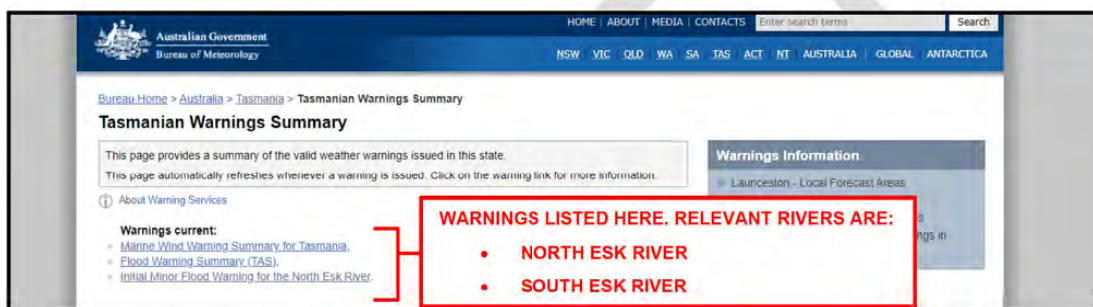 HOME | ABOUT | MEDIA | CONTACTS
Enter search terms
Search
Australian Government
Bureau of Meteorology
NSW VIC QLD WA SA TAS ACT NT AUSTRALIA GLOBAL ANTARCTICA
Bureau Home > Australia > Tasmania > Tasmanian Warnings Summary
Tasmanian Warnings Summary
This page provides a summary of the valid weather warnings issued in this state.
This page automatically refreshes whenever a warning is issued. Click on the warning link for more information.
About Warning Services
Warnings current:
Marine Wind Warning Summary for Tasmania,
Flood Warning Summary (TAS),
Initial Minor Flood Warning for the North Esk River.
Warnings Information
Launceston - Local Forecast Areas
WARNINGS LISTED HERE. RELEVANT RIVERS ARE:
• NORTH ESK RIVER
• SOUTH ESK RIVER